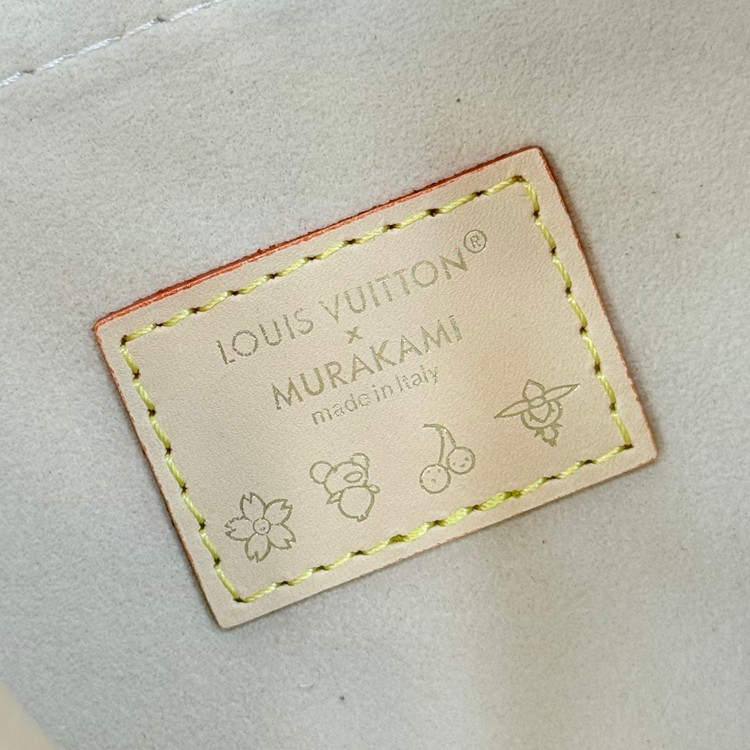 LOUIS VUITTON®
×
MURAKAMI
made in Italy